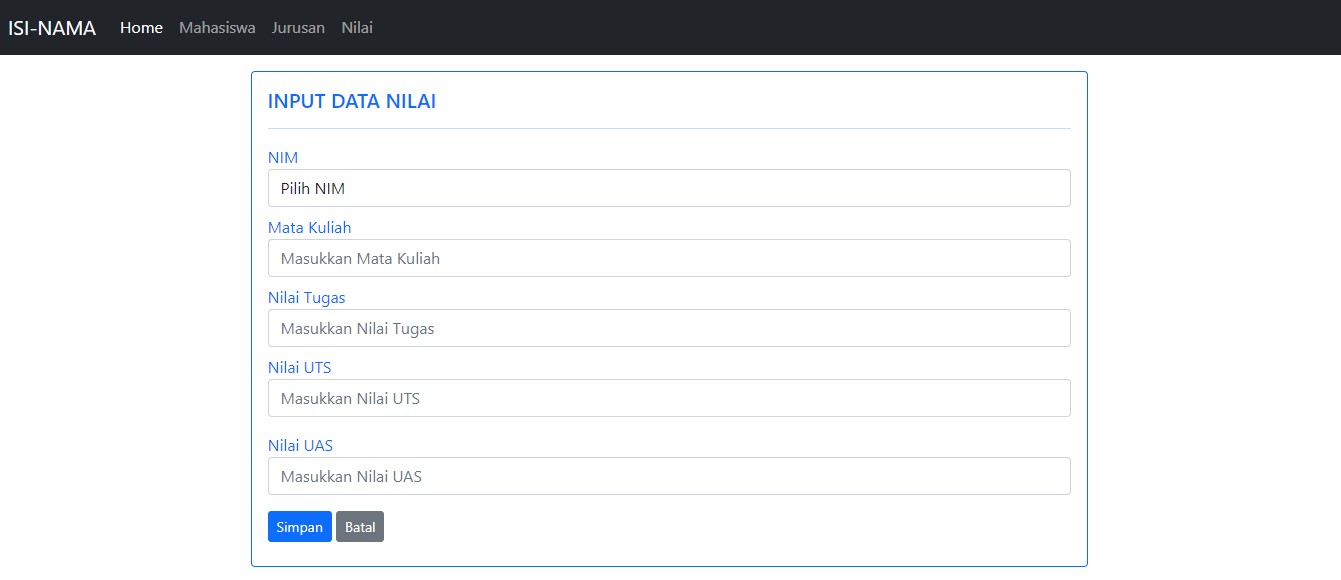 ISI-NAMA Home Mahasiswa Jurusan Nilai
INPUT DATA NILAI
NIM
Pilih NIM
Mata Kuliah
Masukkan Mata Kuliah
Nilai Tugas
Masukkan Nilai Tugas
Nilai UTS
Masukkan Nilai UTS
Nilai UAS
Masukkan Nilai UAS
Simpan Batal